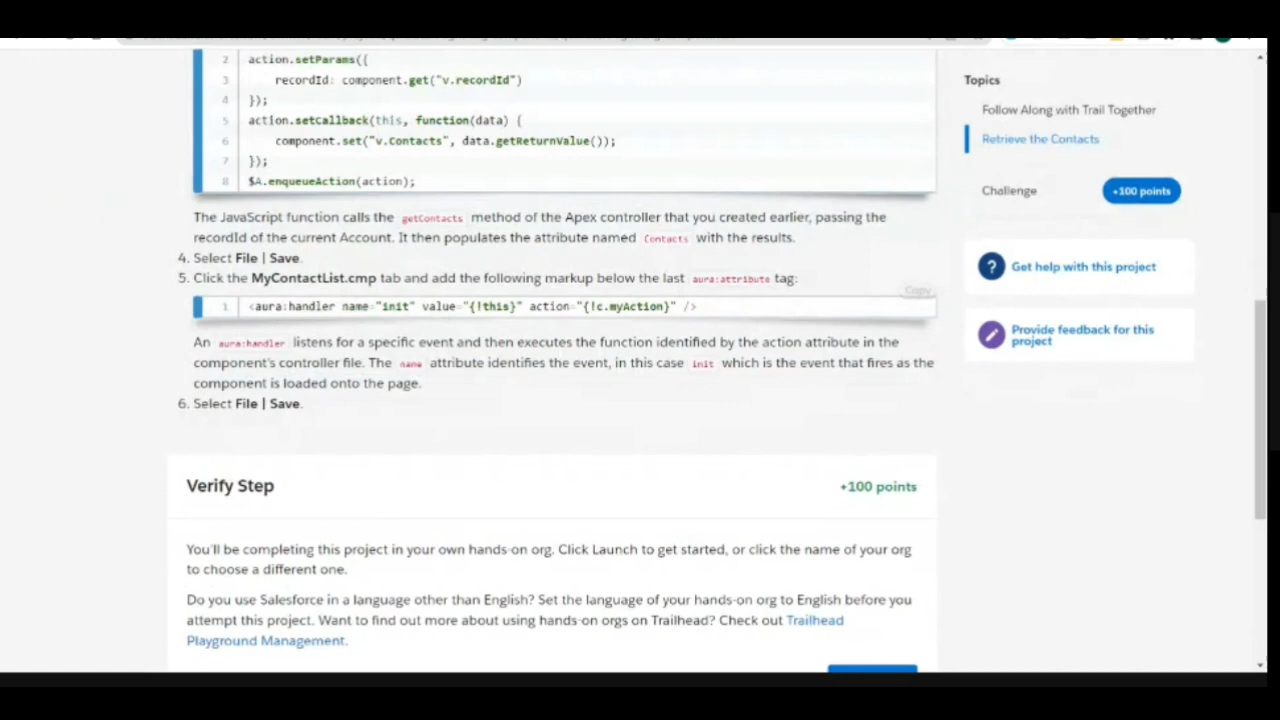 2 action.setParams({
3 recordId: component.get("v.recordId")
4 });
5 action.setCallback(this, function(data) {
6 component.set("v.Contacts", data.getReturnValue());
7 });
8 $A.enqueueAction(action);
The JavaScript function calls the getContacts method of the Apex controller that you created earlier, passing the
recordId of the current Account. It then populates the attribute named Contacts with the results.
4. Select File | Save.
5. Click the MyContactList.cmp tab and add the following markup below the last aura:attribute tag:
Copy
1 <aura:handler name="init" value="{!this}" action="{!c.myAction}" />
An aura:handler listens for a specific event and then executes the function identified by the action attribute in the
component's controller file. The name attribute identifies the event, in this case init which is the event that fires as the
component is loaded onto the page.
6. Select File | Save.
Verify Step
+100 points
You'll be completing this project in your own hands-on org. Click Launch to get started, or click the name of your org
to choose a different one.
Do you use Salesforce in a language other than English? Set the language of your hands-on org to English before you
attempt this project. Want to find out more about using hands-on orgs on Trailhead? Check out Trailhead
Playground Management.
Topics
Follow Along with Trail Together
Retrieve the Contacts
Challenge +100 points
? Get help with this project
Provide feedback for this
project